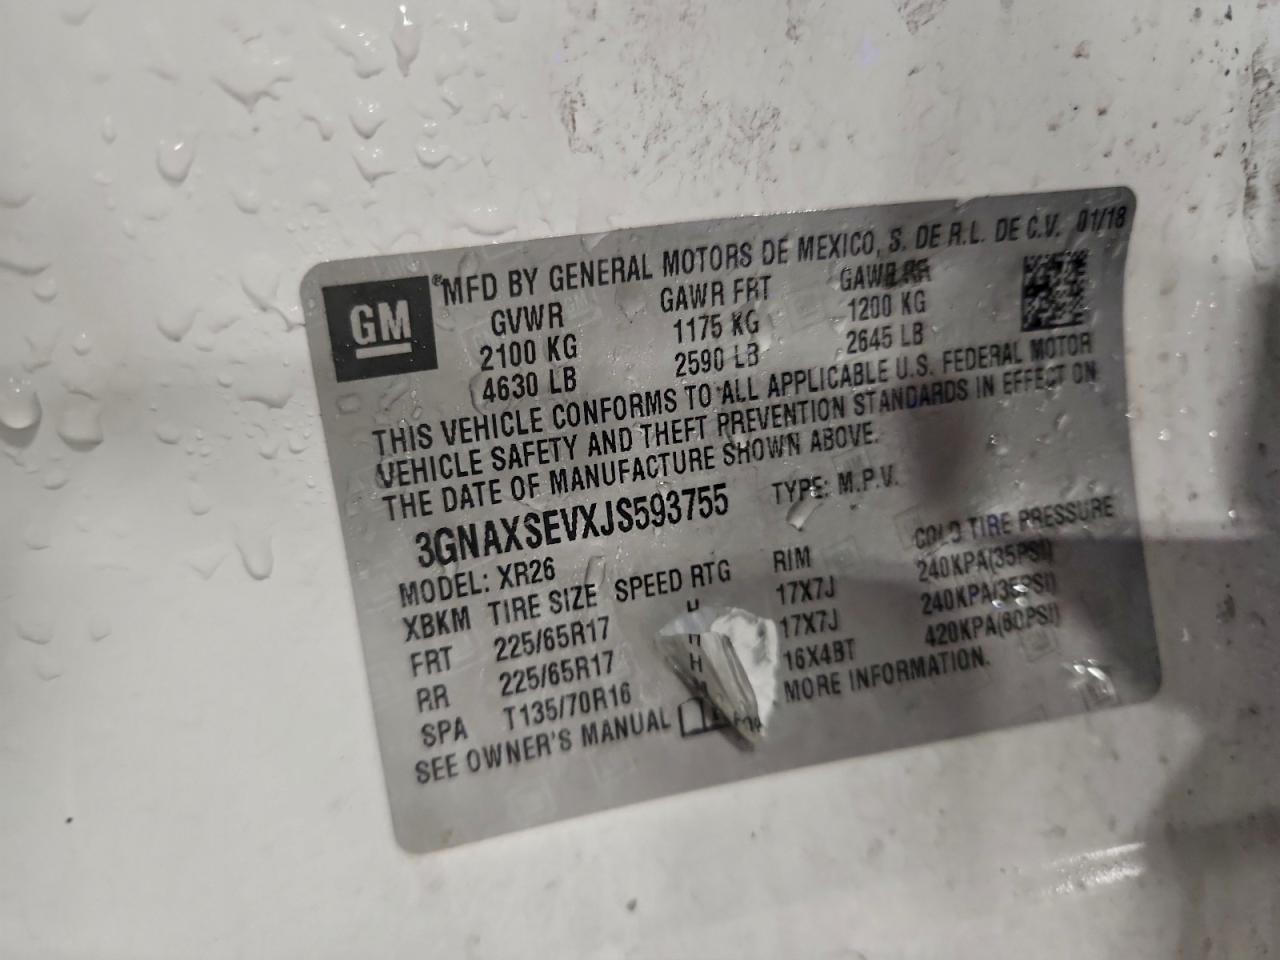 GM
® MFD BY GENERAL MOTORS DE MEXICO, S. DE R.L. DE C.V. 01/18
GVWR GAWR FRT GAWR RR
2100 KG 1175 KG 1200 KG
4630 LB 2590 LB 2645 LB
THIS VEHICLE CONFORMS TO ALL APPLICABLE U.S. FEDERAL MOTOR
VEHICLE SAFETY AND THEFT PREVENTION STANDARDS IN EFFECT ON
THE DATE OF MANUFACTURE SHOWN ABOVE.
3GNAXSEVXJS593755 TYPE: M.P.V.
MODEL: XR26
XBKM TIRE SIZE SPEED RTG RIM COLD TIRE PRESSURE
FRT 225/65R17 H 17X7J 240KPA(35PSI)
RR 225/65R17 H 17X7J 240KPA(35PSI)
SPA T135/70R16 16X4BT 420KPA(60PSI)
SEE OWNER'S MANUAL MORE INFORMATION.